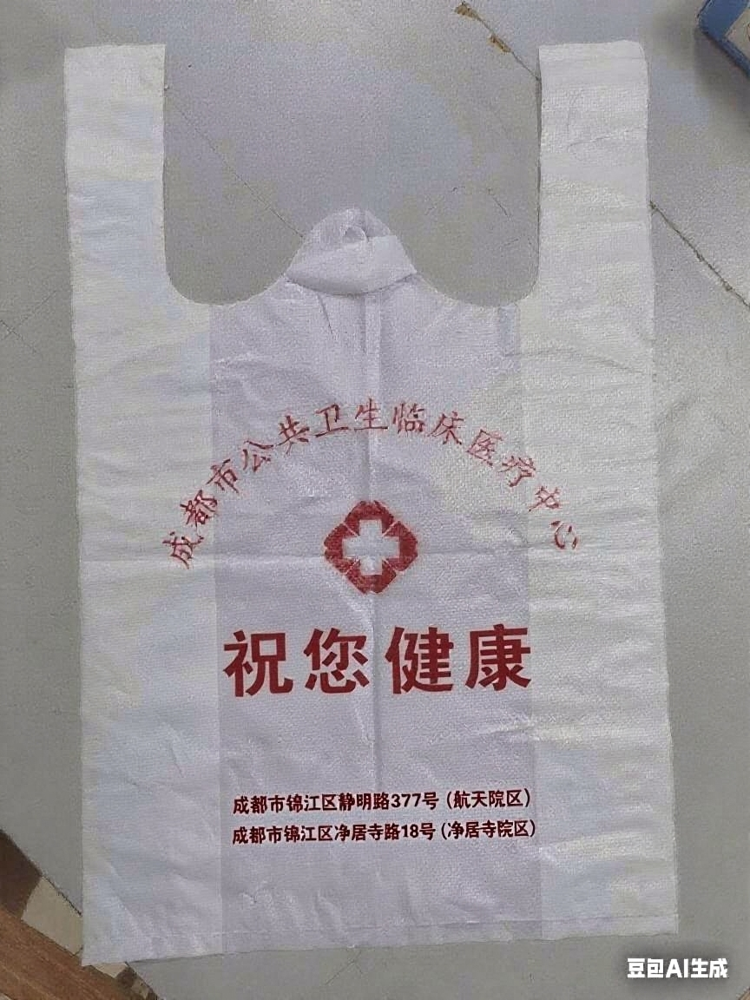 成都市公共卫生临床医疗中心
祝您健康
成都市锦江区静明路377号（航天院区）
成都市锦江区净居寺路18号（净居寺院区）
豆包AI生成